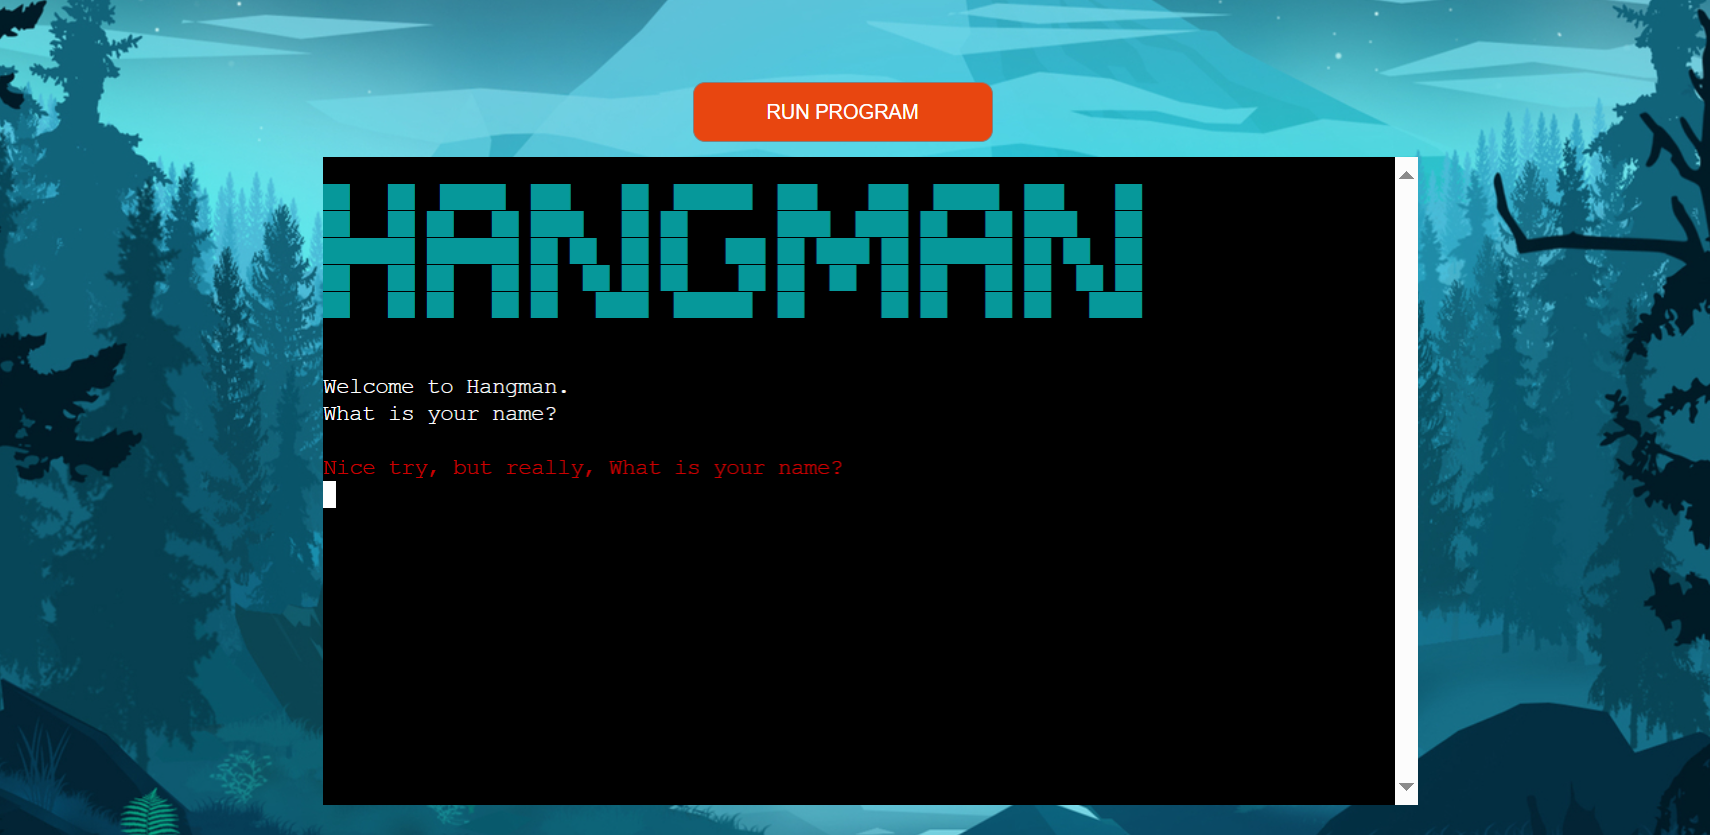 RUN PROGRAM
HANGMAN
Welcome to Hangman.
What is your name?
Nice try, but really, What is your name?